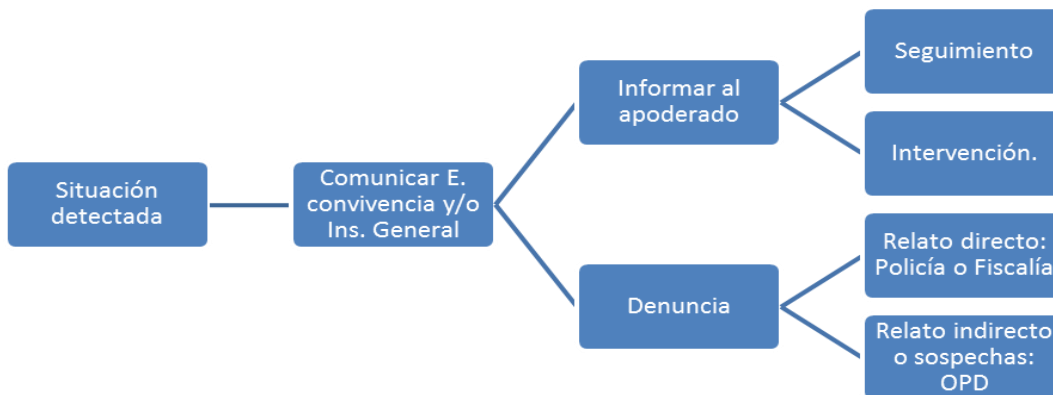 Situación
detectada
Comunicar E.
convivencia y/o
Ins. General
Informar al
apoderado
Seguimiento
Intervención.
Denuncia
Relato directo:
Policía o Fiscalía
Relato indirecto
o sospechas:
OPD